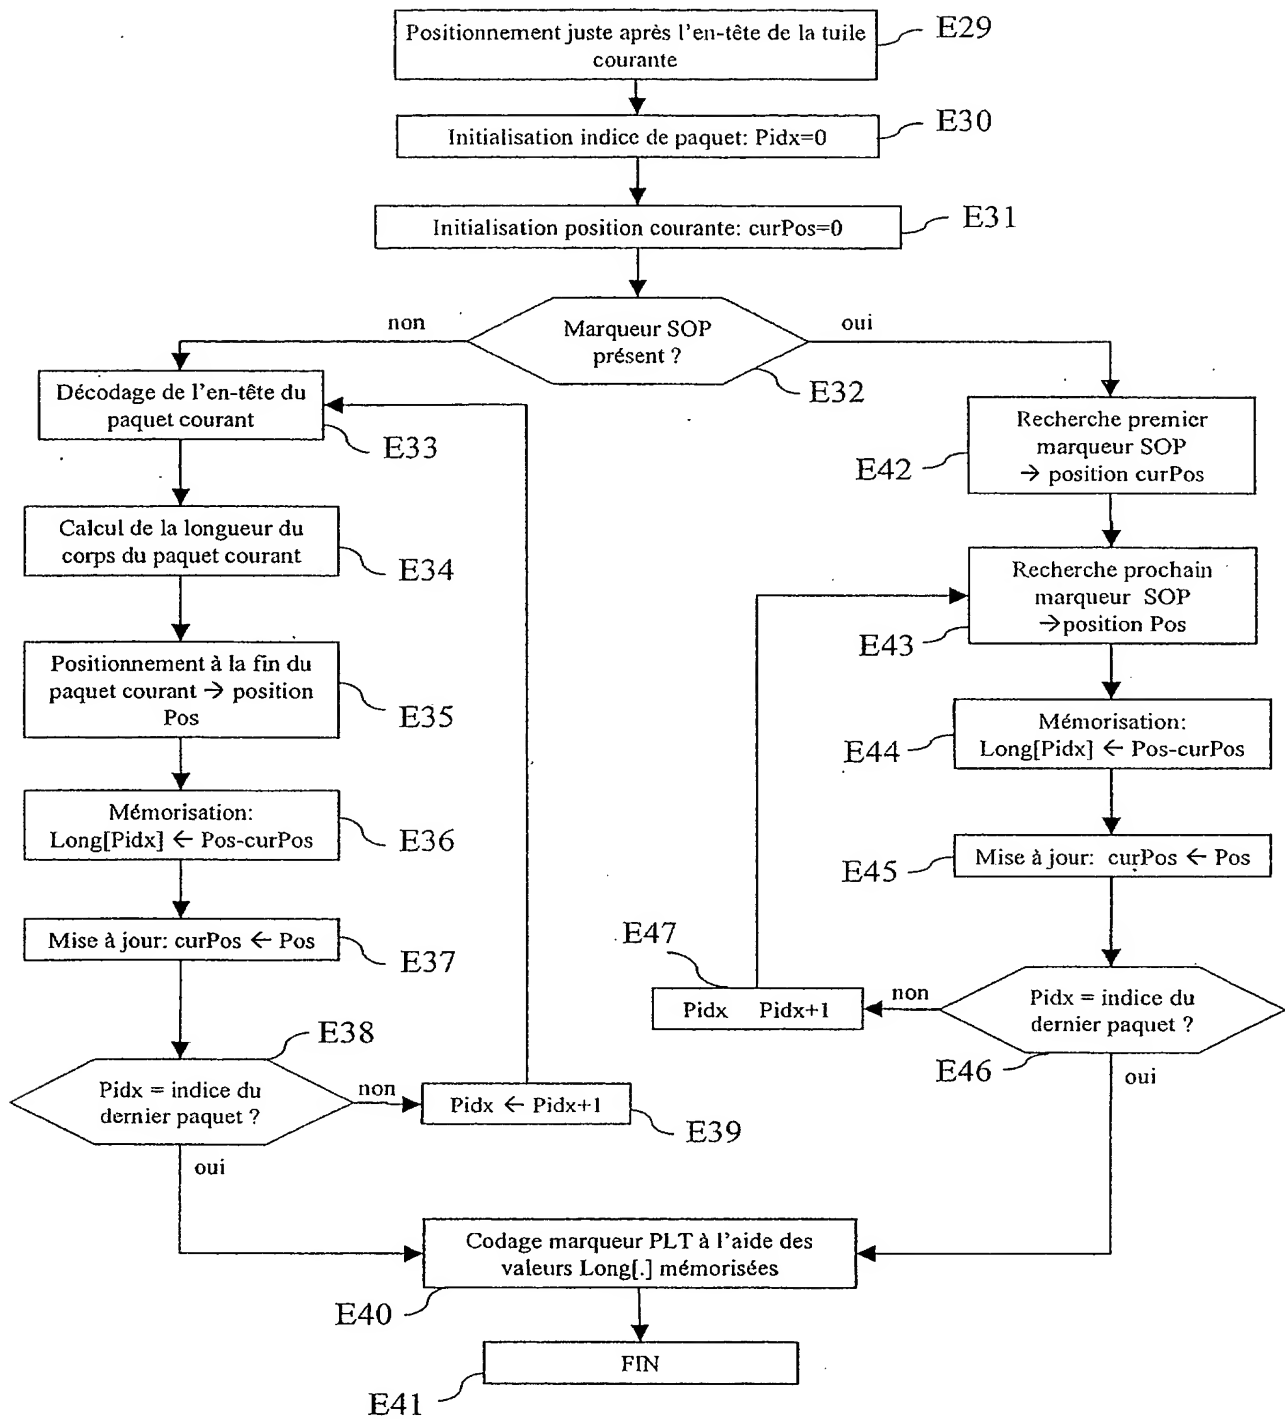 Positionnement juste après l'en-tête de la tuile
courante
E29
Initialisation indice de paquet: Pidx=0
E30
Initialisation position courante: curPos=0
E31
Marqueur SOP
présent ?
E32
non
oui
Décodage de l'en-tête du
paquet courant
E33
Calcul de la longueur du
corps du paquet courant
E34
Positionnement à la fin du
paquet courant → position
Pos
E35
Mémorisation:
Long[Pidx] ← Pos-curPos
E36
Mise à jour: curPos ← Pos
E37
E38
Pidx = indice du
dernier paquet ?
non
oui
Pidx ← Pidx+1
E39
Recherche premier
marqueur SOP
→ position curPos
E42
Recherche prochain
marqueur SOP
→position Pos
E43
Mémorisation:
Long[Pidx] ← Pos-curPos
E44
Mise à jour: curPos ← Pos
E45
Pidx = indice du
dernier paquet ?
E46
non
oui
E47
Pidx Pidx+1
Codage marqueur PLT à l'aide des
valeurs Long[.] mémorisées
E40
FIN
E41